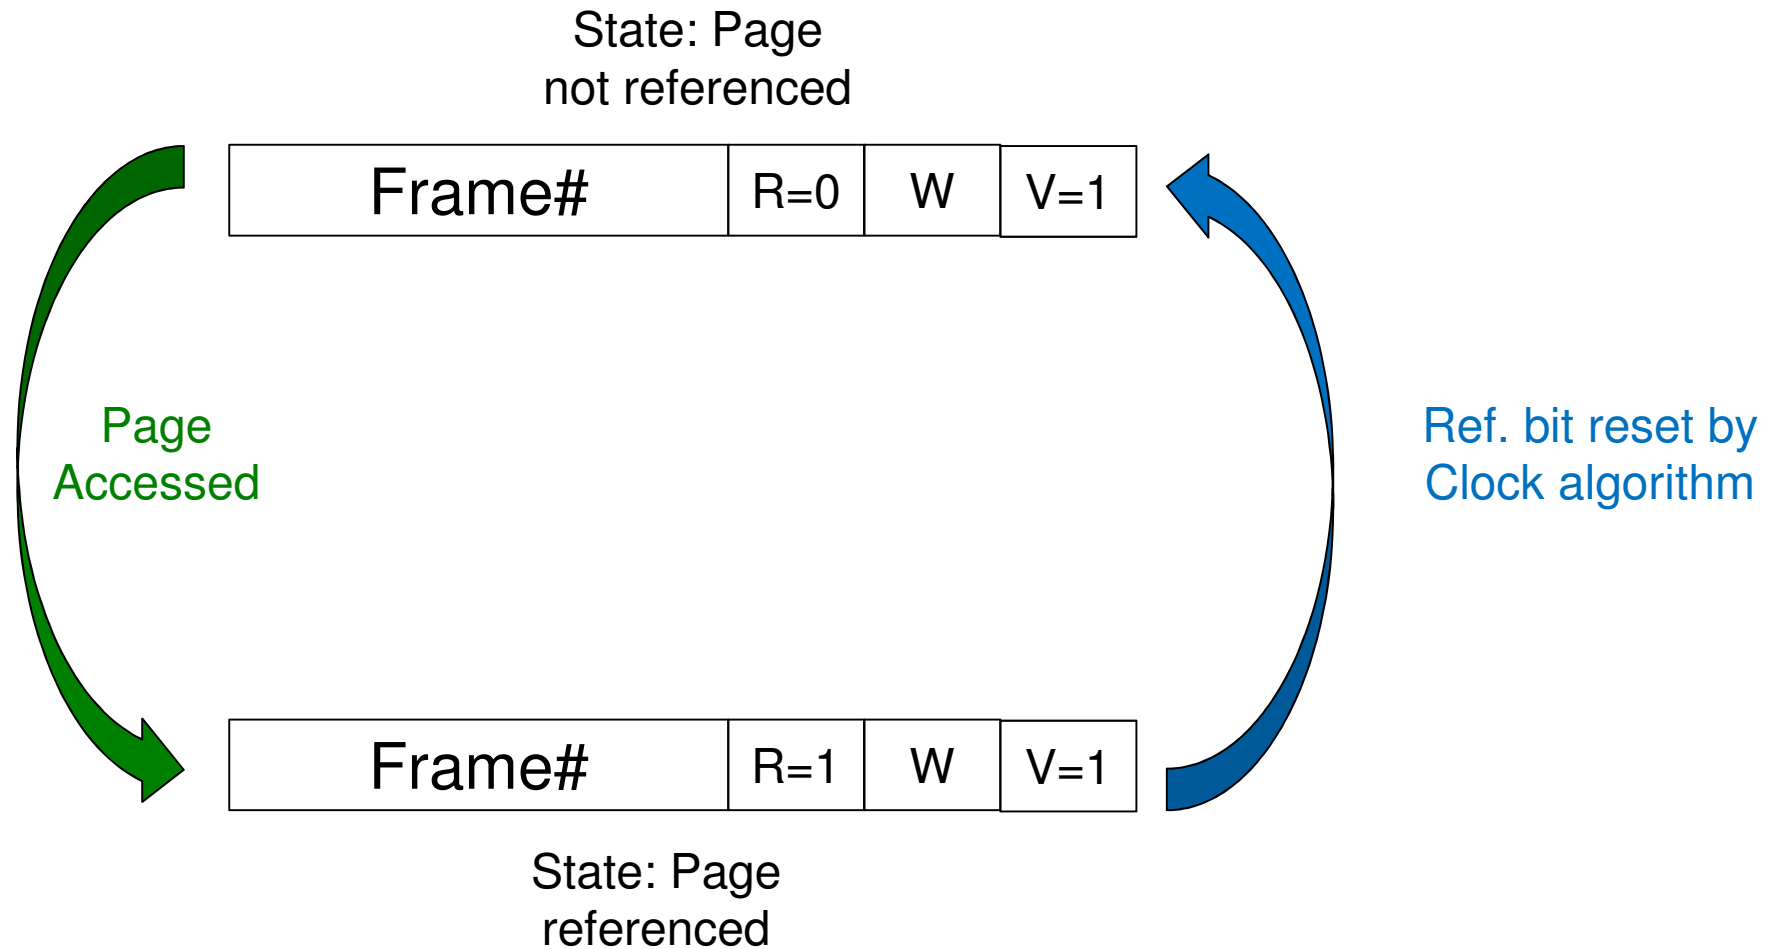 State: Page
not referenced
Frame# R=0 W V=1
Page
Accessed
Ref. bit reset by
Clock algorithm
Frame# R=1 W V=1
State: Page
referenced